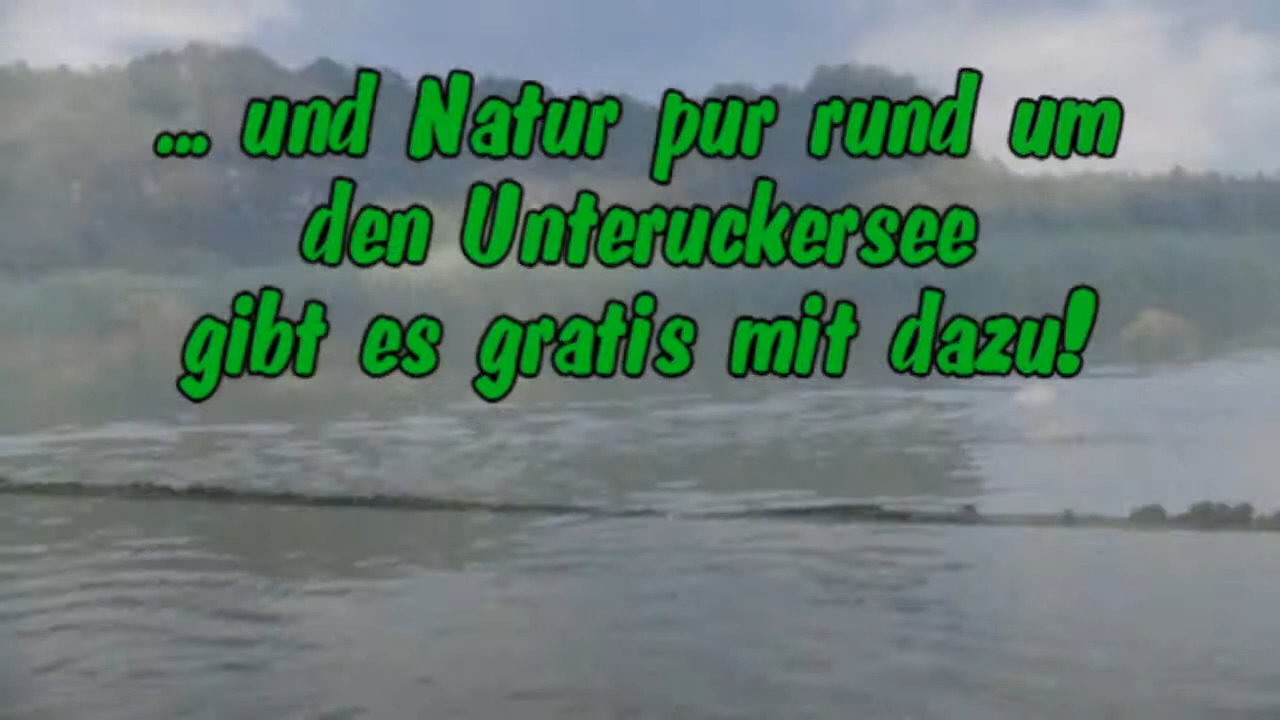 ... und Natur pur rund um
den Unteruckersee
gibt es gratis mit dazu!